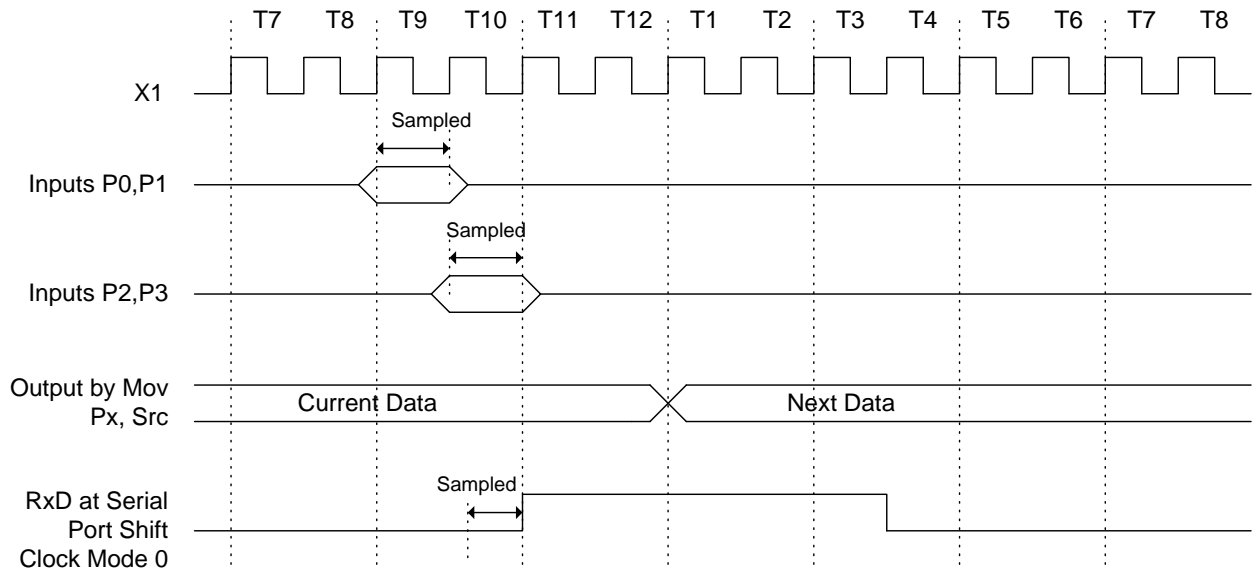 T7 T8 T9 T10 T11 T12 T1 T2 T3 T4 T5 T6 T7 T8
X1
Sampled
Inputs P0,P1
Sampled
Inputs P2,P3
Output by Mov
Px, Src
Current Data
Next Data
Sampled
RxD at Serial
Port Shift
Clock Mode 0